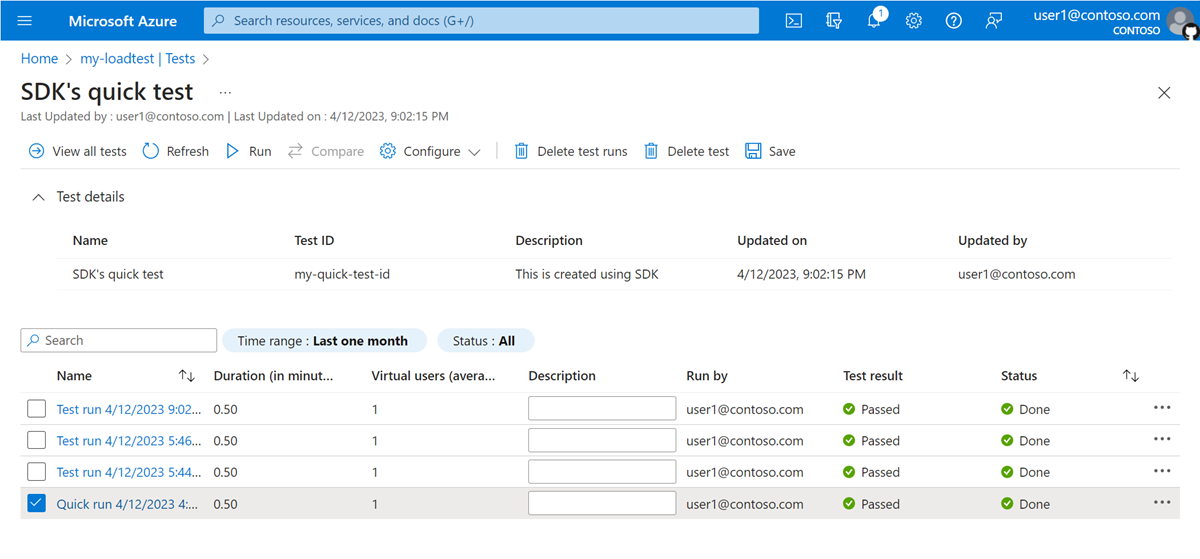 Microsoft Azure
Search resources, services, and docs (G+/)
1
user1@contoso.com
CONTOSO
Home > my-loadtest | Tests >
SDK's quick test ...
Last Updated by : user1@contoso.com | Last Updated on : 4/12/2023, 9:02:15 PM
View all tests Refresh Run Compare Configure Delete test runs Delete test Save
Test details
Name Test ID Description Updated on Updated by
SDK's quick test my-quick-test-id This is created using SDK 4/12/2023, 9:02:15 PM user1@contoso.com
Search Time range : Last one month Status : All
Name Duration (in minut... Virtual users (avera... Description Run by Test result Status
Test run 4/12/2023 9:02... 0.50 1 user1@contoso.com Passed Done ...
Test run 4/12/2023 5:46... 0.50 1 user1@contoso.com Passed Done ...
Test run 4/12/2023 5:44... 0.50 1 user1@contoso.com Passed Done ...
Quick run 4/12/2023 4:... 0.50 1 user1@contoso.com Passed Done ...